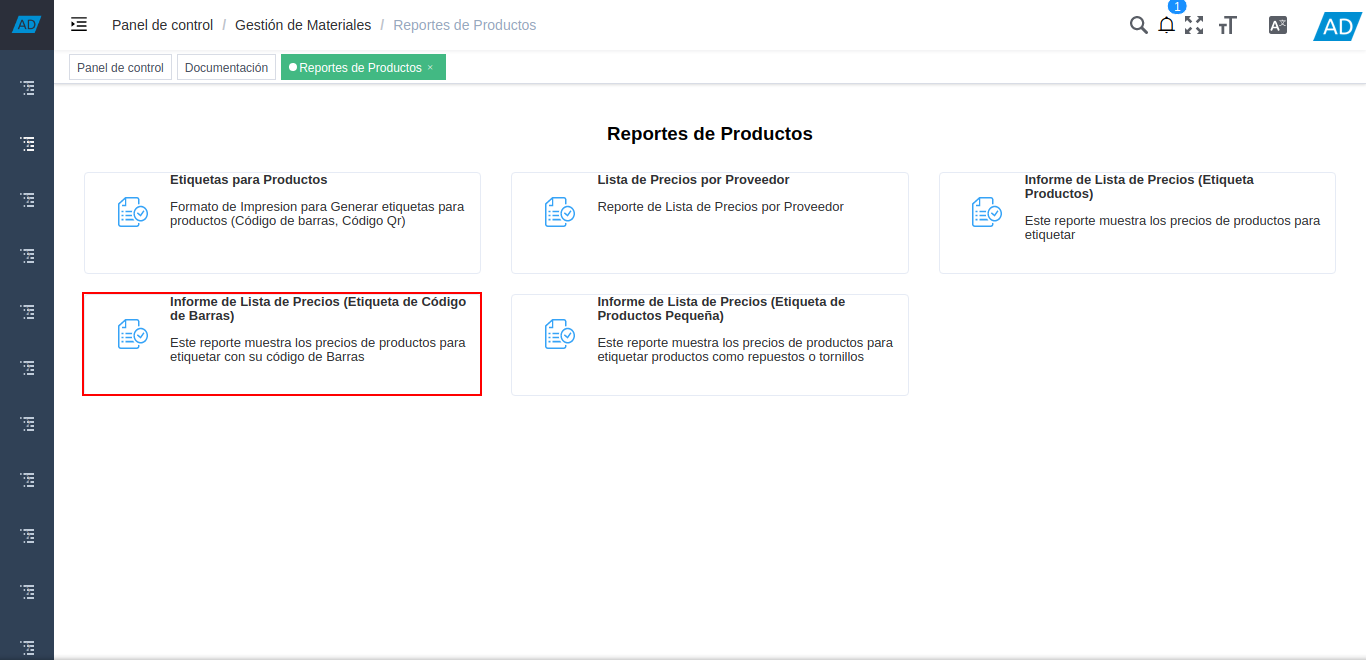 AD
Panel de control / Gestión de Materiales / Reportes de Productos
1
AD
Panel de control
Documentación
Reportes de Productos ×
Reportes de Productos
Etiquetas para Productos
Formato de Impresion para Generar etiquetas para
productos (Código de barras, Código Qr)
Lista de Precios por Proveedor
Reporte de Lista de Precios por Proveedor
Informe de Lista de Precios (Etiqueta
Productos)
Este reporte muestra los precios de productos para
etiquetar
Informe de Lista de Precios (Etiqueta de Código
de Barras)
Este reporte muestra los precios de productos para
etiquetar con su código de Barras
Informe de Lista de Precios (Etiqueta de
Productos Pequeña)
Este reporte muestra los precios de productos para
etiquetar productos como repuestos o tornillos